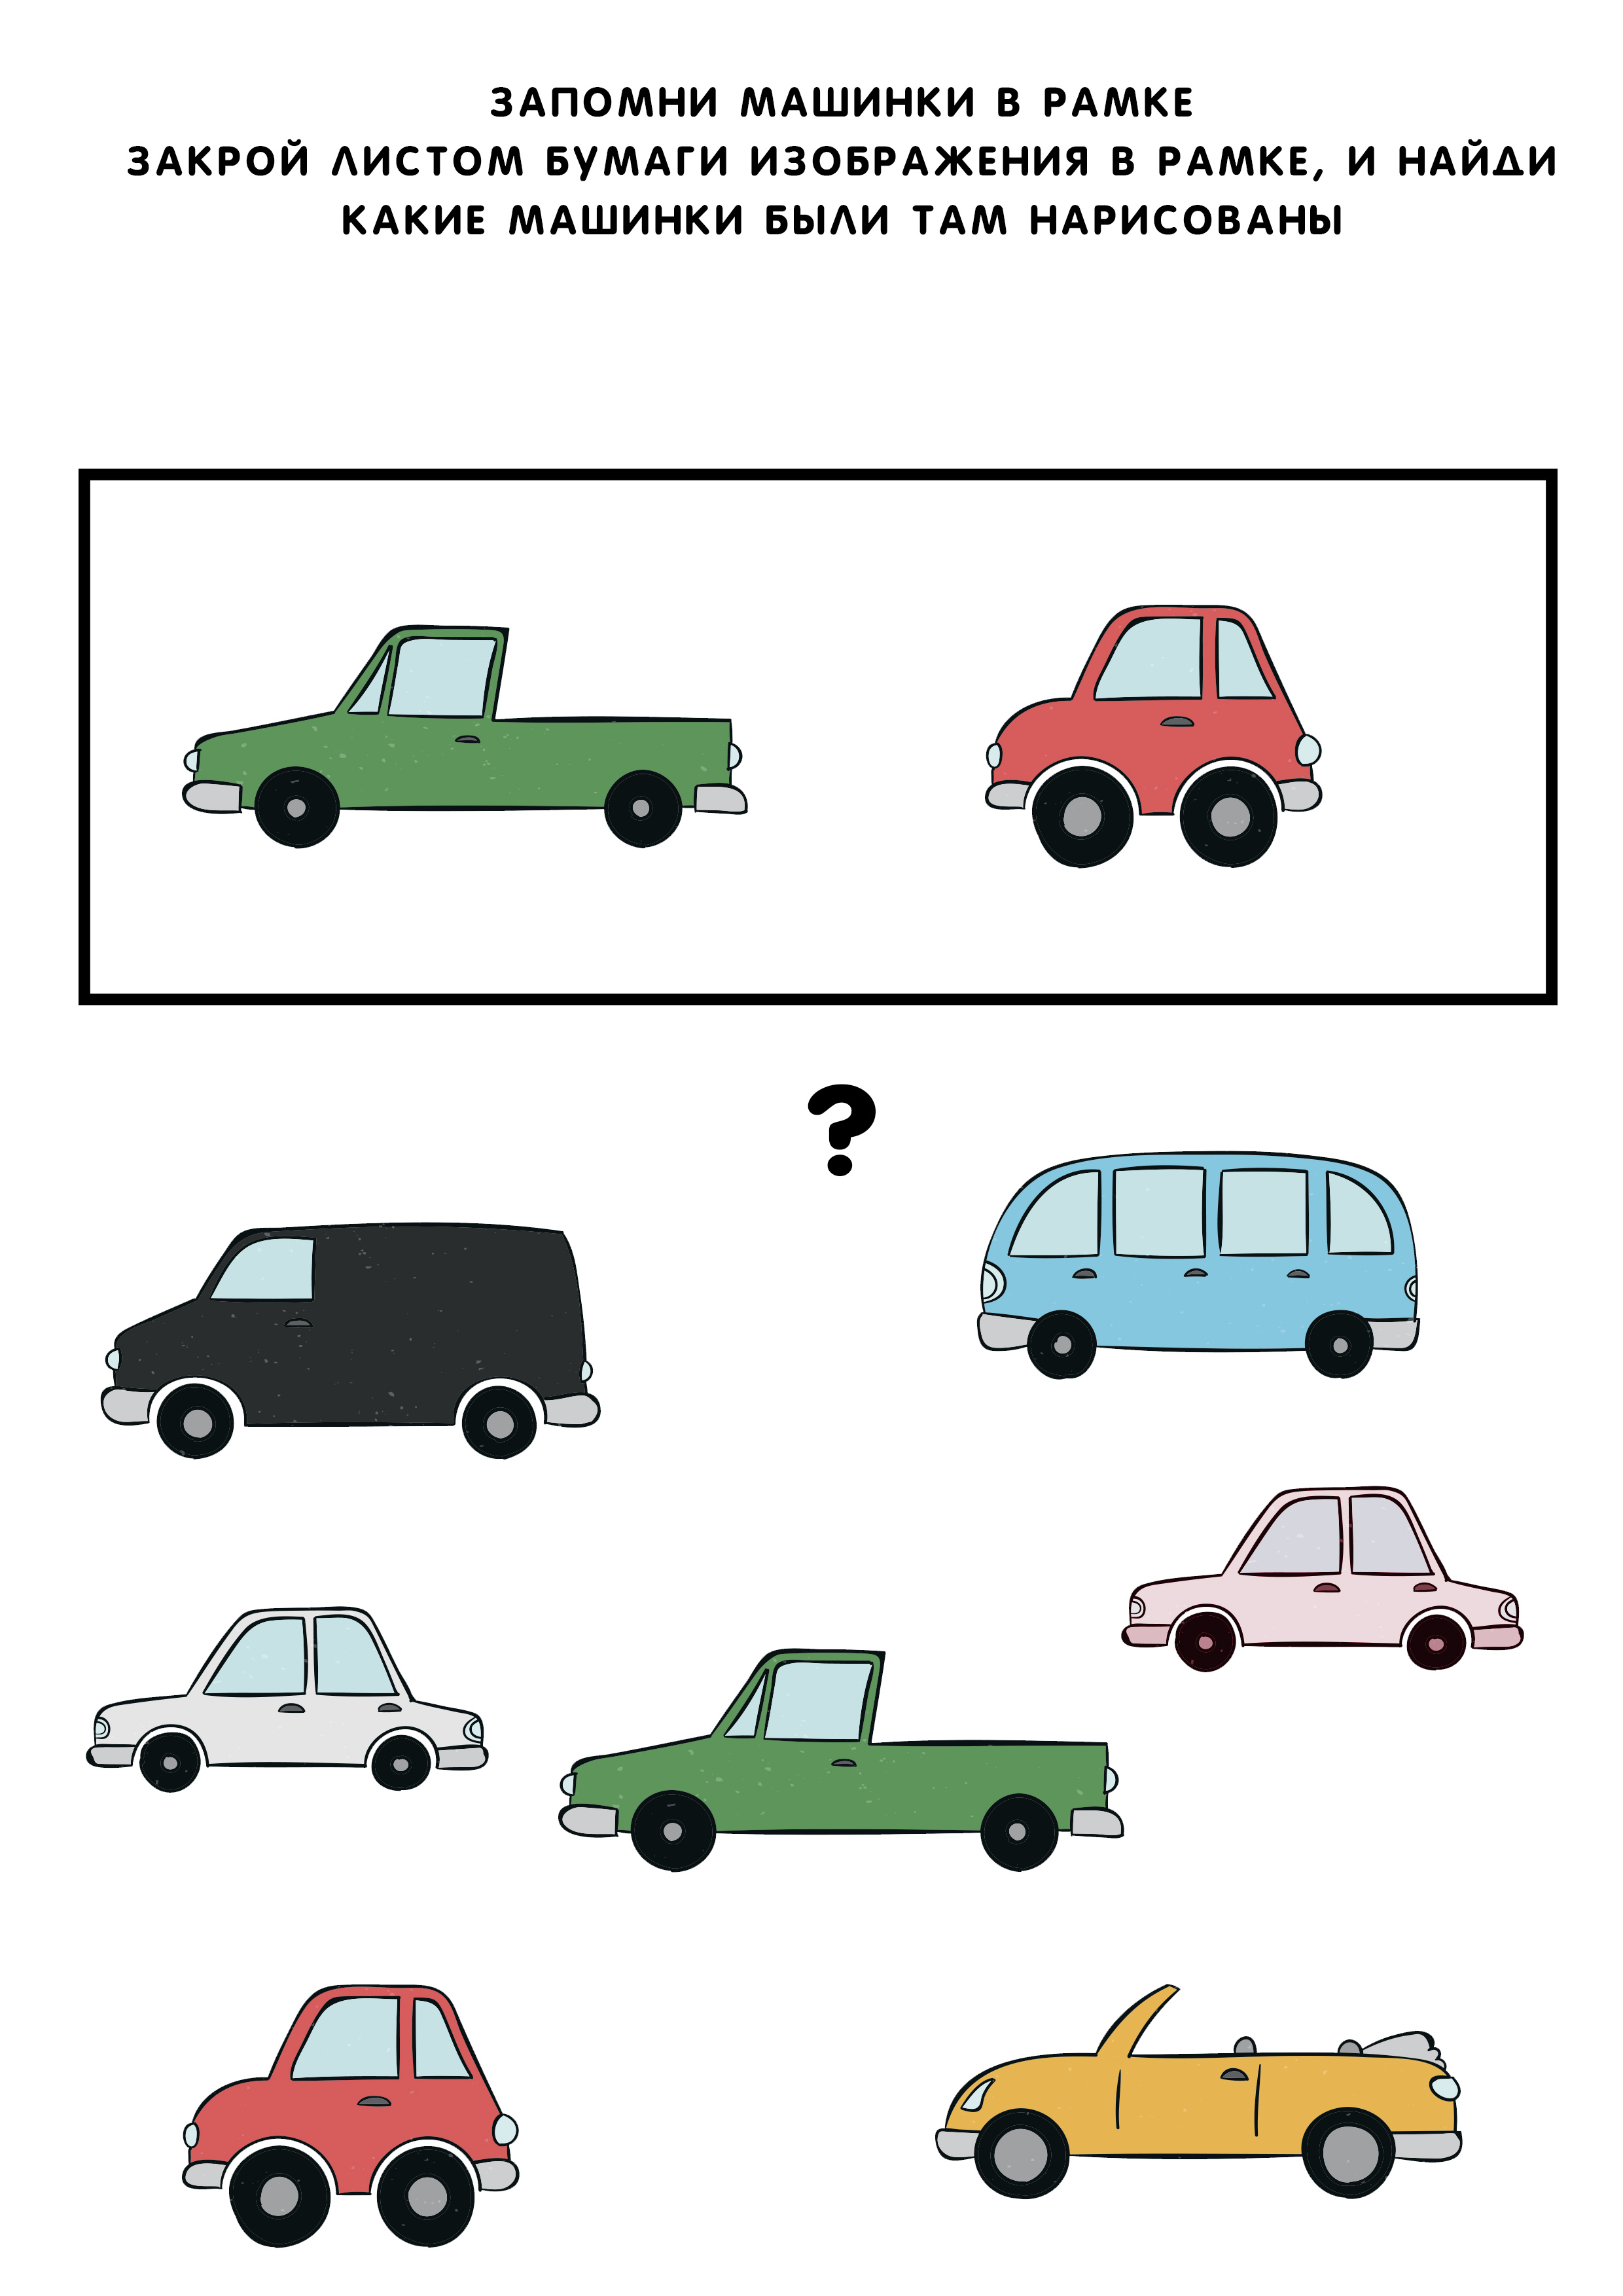 ЗАПОМНИ МАШИНКИ В РАМКЕ
ЗАКРОЙ ЛИСТОМ БУМАГИ ИЗОБРАЖЕНИЯ В РАМКЕ, И НАЙДИ
КАКИЕ МАШИНКИ БЫЛИ ТАМ НАРИСОВАНЫ
?